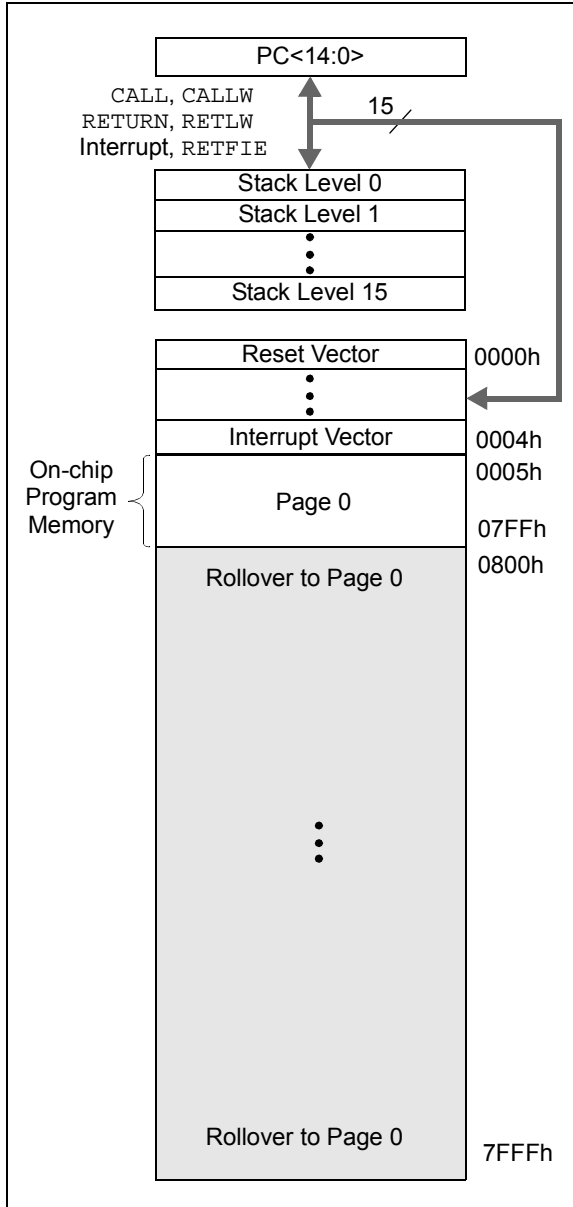 PC<14:0>
CALL, CALLW
RETURN, RETLW
Interrupt, RETFIE
15
Stack Level 0
Stack Level 1
Stack Level 15
Reset Vector
0000h
Interrupt Vector
0004h
On-chip
Program
Memory
Page 0
0005h
07FFh
Rollover to Page 0
0800h
Rollover to Page 0
7FFFh